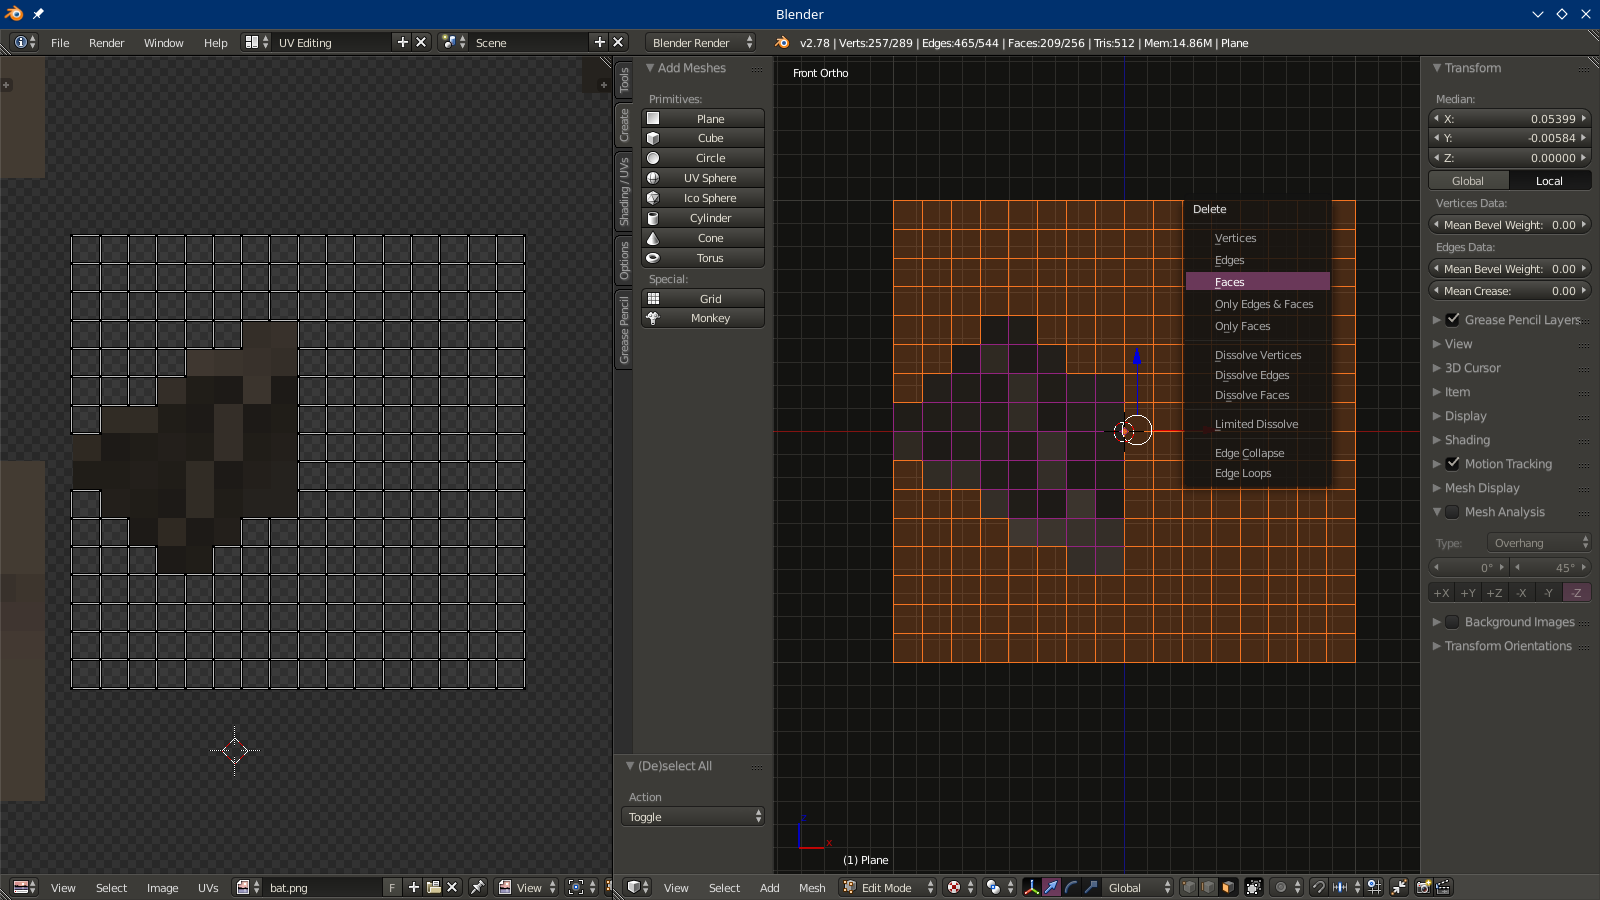 Blender
File
Render
Window
Help
UV Editing
Scene
Blender Render
v2.78 | Verts:257/289 | Edges:465/544 | Faces:209/256 | Tris:512 | Mem:14.86M | Plane
Tools
Create
Shading / UVs
Options
Grease Pencil
Add Meshes
Primitives:
Plane
Cube
Circle
UV Sphere
Ico Sphere
Cylinder
Cone
Torus
Special:
Grid
Monkey
(De)select All
Action
Toggle
Front Ortho
Delete
Vertices
Edges
Faces
Only Edges & Faces
Only Faces
Dissolve Vertices
Dissolve Edges
Dissolve Faces
Limited Dissolve
Edge Collapse
Edge Loops
x
(1) Plane
Transform
Median:
X: 0.05399
Y: -0.00584
Z: 0.00000
Global Local
Vertices Data:
Mean Bevel Weight: 0.00
Edges Data:
Mean Bevel Weight: 0.00
Mean Crease: 0.00
Grease Pencil Layers
View
3D Cursor
Item
Display
Shading
Motion Tracking
Mesh Display
Mesh Analysis
Type: Overhang
0° 45°
+X +Y +Z -X -Y -Z
Background Images
Transform Orientations
View
Select
Image
UVs
bat.png
F
View
View
Select
Add
Mesh
Edit Mode
Global